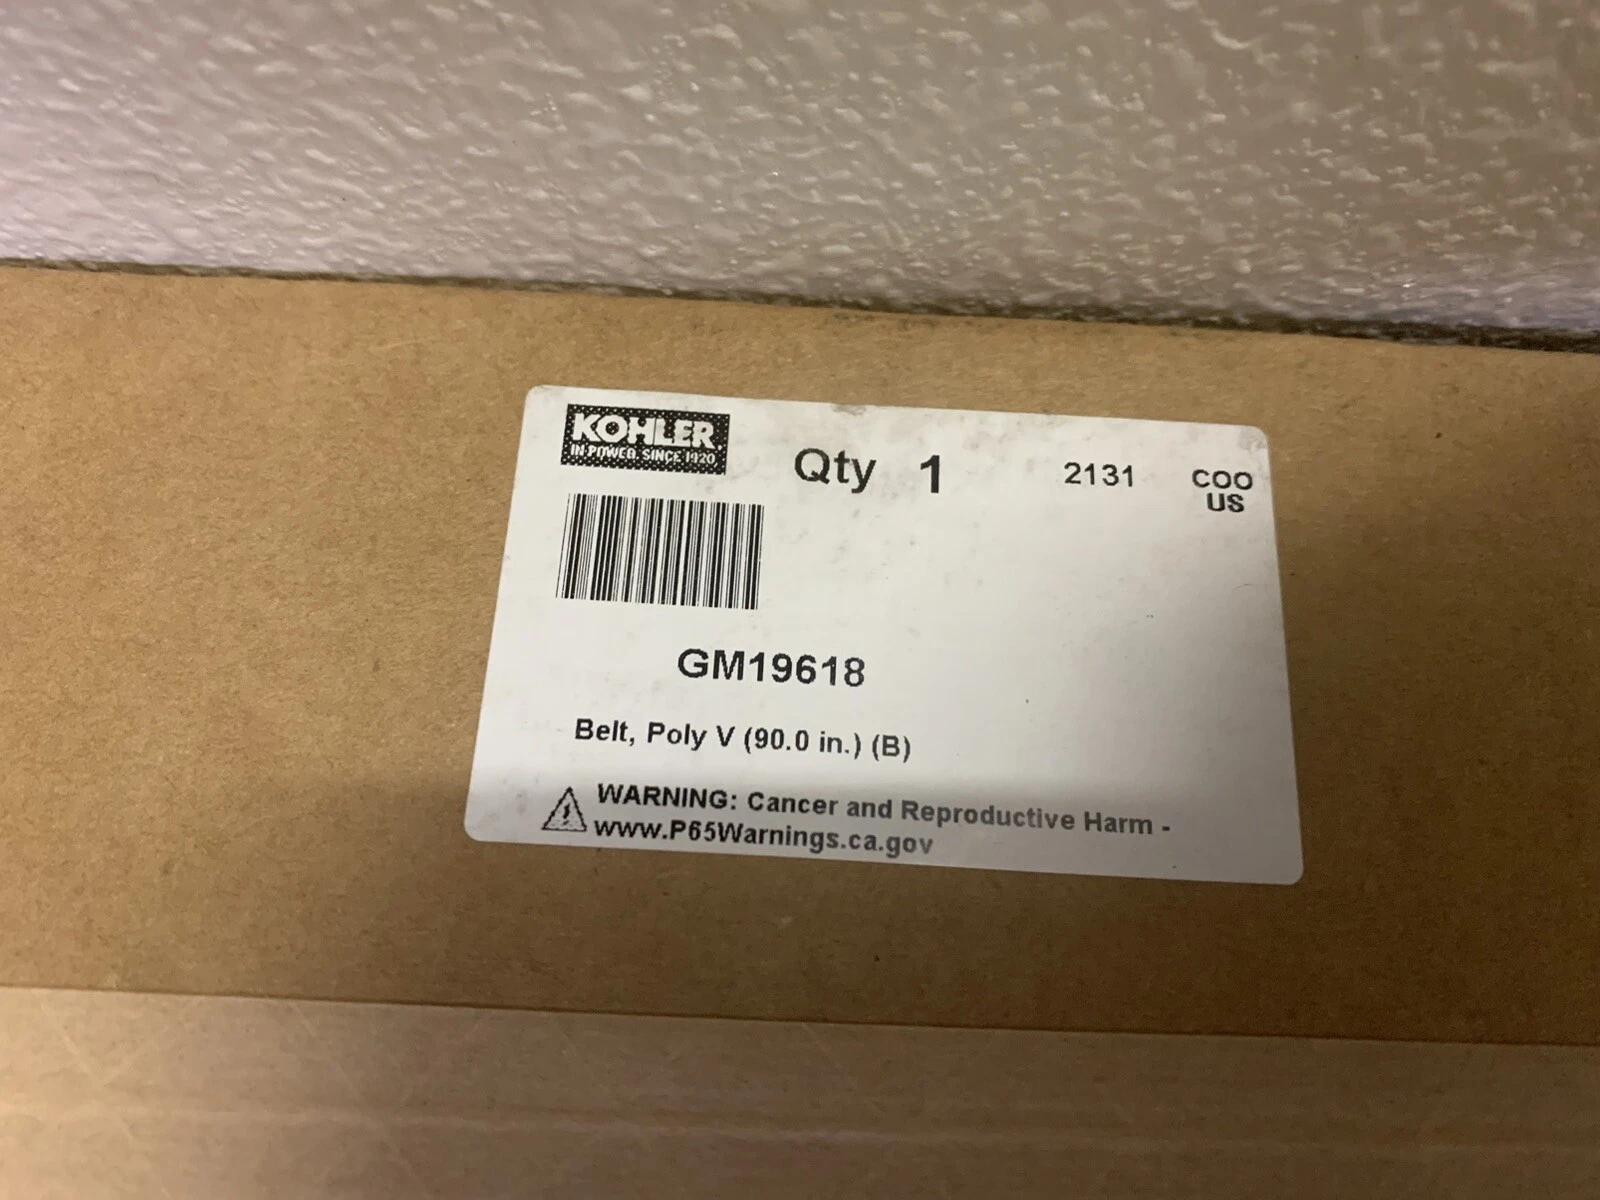 KOHLER
IN POWER. SINCE 1920
Qty 1 2131 COO
US
GM19618
Belt, Poly V (90.0 in.) (B)
WARNING: Cancer and Reproductive Harm -
www.P65Warnings.ca.gov